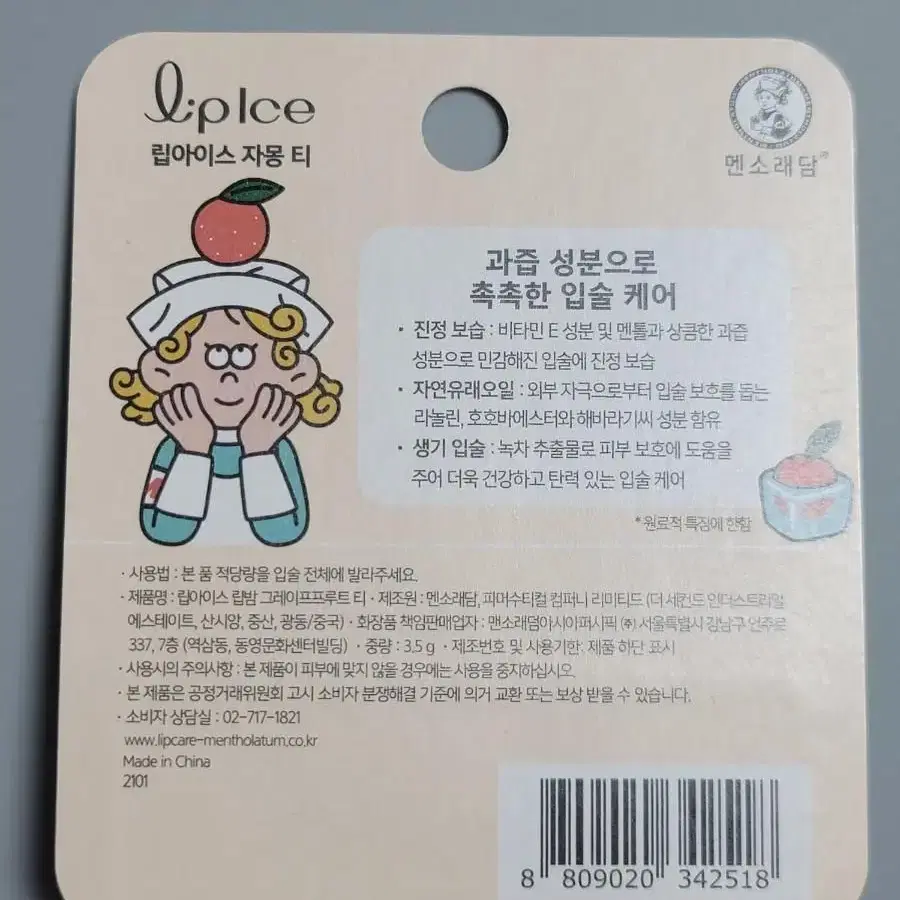 lipIce
립아이스 자몽 티
멘소래담
과즙 성분으로
촉촉한 입술 케어
· 진정 보습 : 비타민 E 성분 및 멘톨과 상큼한 과즙
성분으로 민감해진 입술에 진정 보습
· 자연유래오일 : 외부 자극으로부터 입술 보호를 돕는
라놀린, 호호바에스터와 해바라기씨 성분 함유
· 생기 입술 : 녹차 추출물로 피부 보호에 도움을
주어 더욱 건강하고 탄력 있는 입술 케어
*원료적 특징에 한함
· 사용법 : 본 품 적당량을 입술 전체에 발라주세요.
· 제품명 : 립아이스 립밤 그레이프프루트 티 · 제조원 : 멘소래담, 피머수티컬 컴퍼니 리미티드 (더 세컨드 인더스트리얼
에스테이트, 산시앙, 중산, 광동/중국) · 화장품 책임판매업자 : 맨소래덤아시아퍼시픽 ㈜ 서울특별시 강남구 언주로
337, 7층 (역삼동, 동영문화센터빌딩) · 중량 : 3.5 g · 제조번호 및 사용기한: 제품 하단 표시
· 사용시의 주의사항 : 본 제품이 피부에 맞지 않을 경우에는 사용을 중지하십시오
· 본 제품은 공정거래위원회 고시 소비자 분쟁해결 기준에 의거 교환 또는 보상 받을 수 있습니다.
· 소비자 상담실 : 02-717-1821
www.lipcare-mentholatum.co.kr
Made in China
2101
8 809020 342518